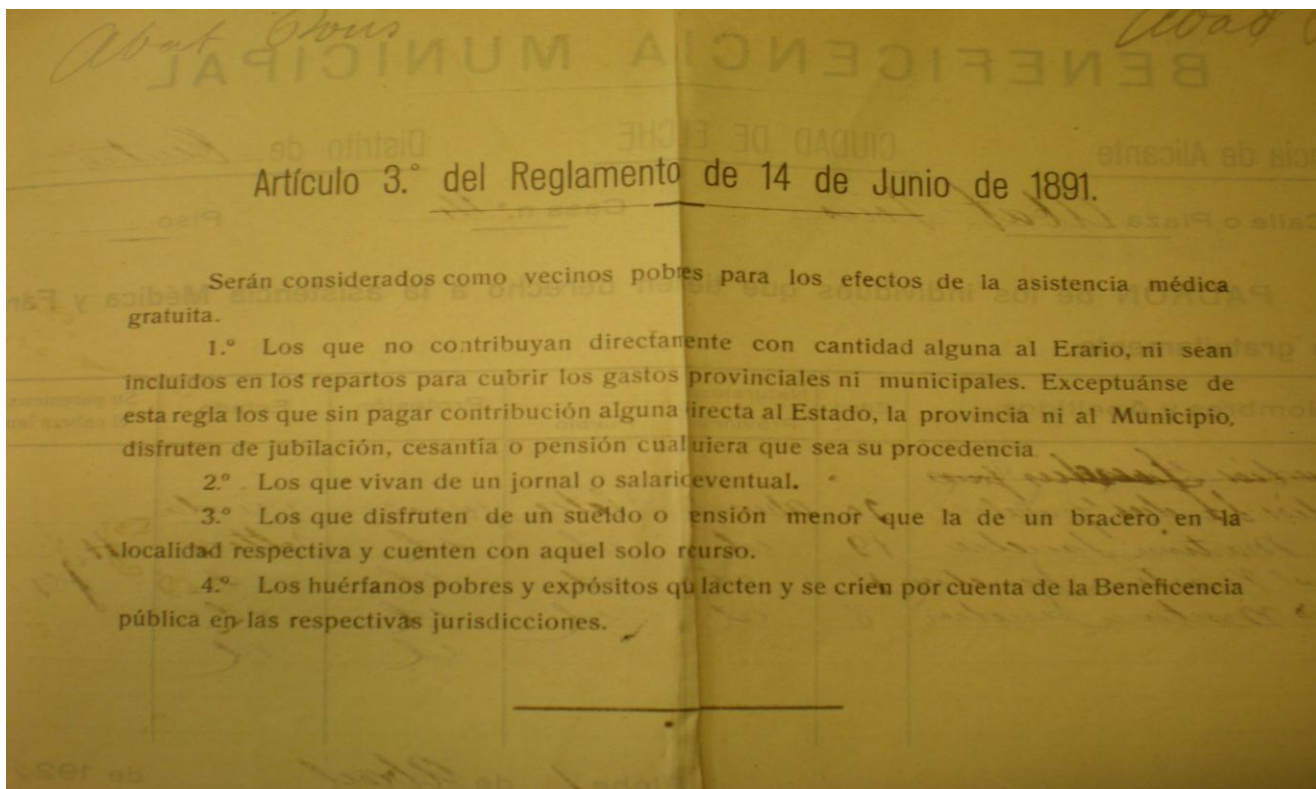 Abat Pons
Abad
Artículo 3.º del Reglamento de 14 de Junio de 1891.
Serán considerados como vecinos pobres para los efectos de la asistencia médica
gratuita.
1.º Los que no contribuyan directamente con cantidad alguna al Erario, ni sean
incluidos en los repartos para cubrir los gastos provinciales ni municipales. Exceptuánse de
esta regla los que sin pagar contribución alguna irecta al Estado, la provincia ni al Municipio,
disfruten de jubilación, cesantía o pensión cualuiera que sea su procedencia
2.º Los que vivan de un jornal o salarioeventual.
3.º Los que disfruten de un sueldo o ensión menor que la de un bracero en la
localidad respectiva y cuenten con aquel solo rcurso.
4.º Los huérfanos pobres y expósitos qu lacten y se crien por cuenta de la Beneficencia
pública en las respectivas jurisdicciones.